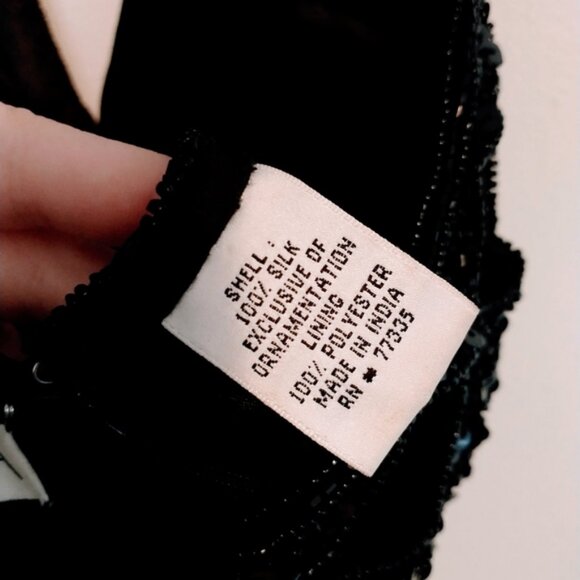 SHELL :
100% SILK
EXCLUSIVE OF
ORNAMENTATION
LINING
100% POLYESTER
MADE IN INDIA
RN # 77335